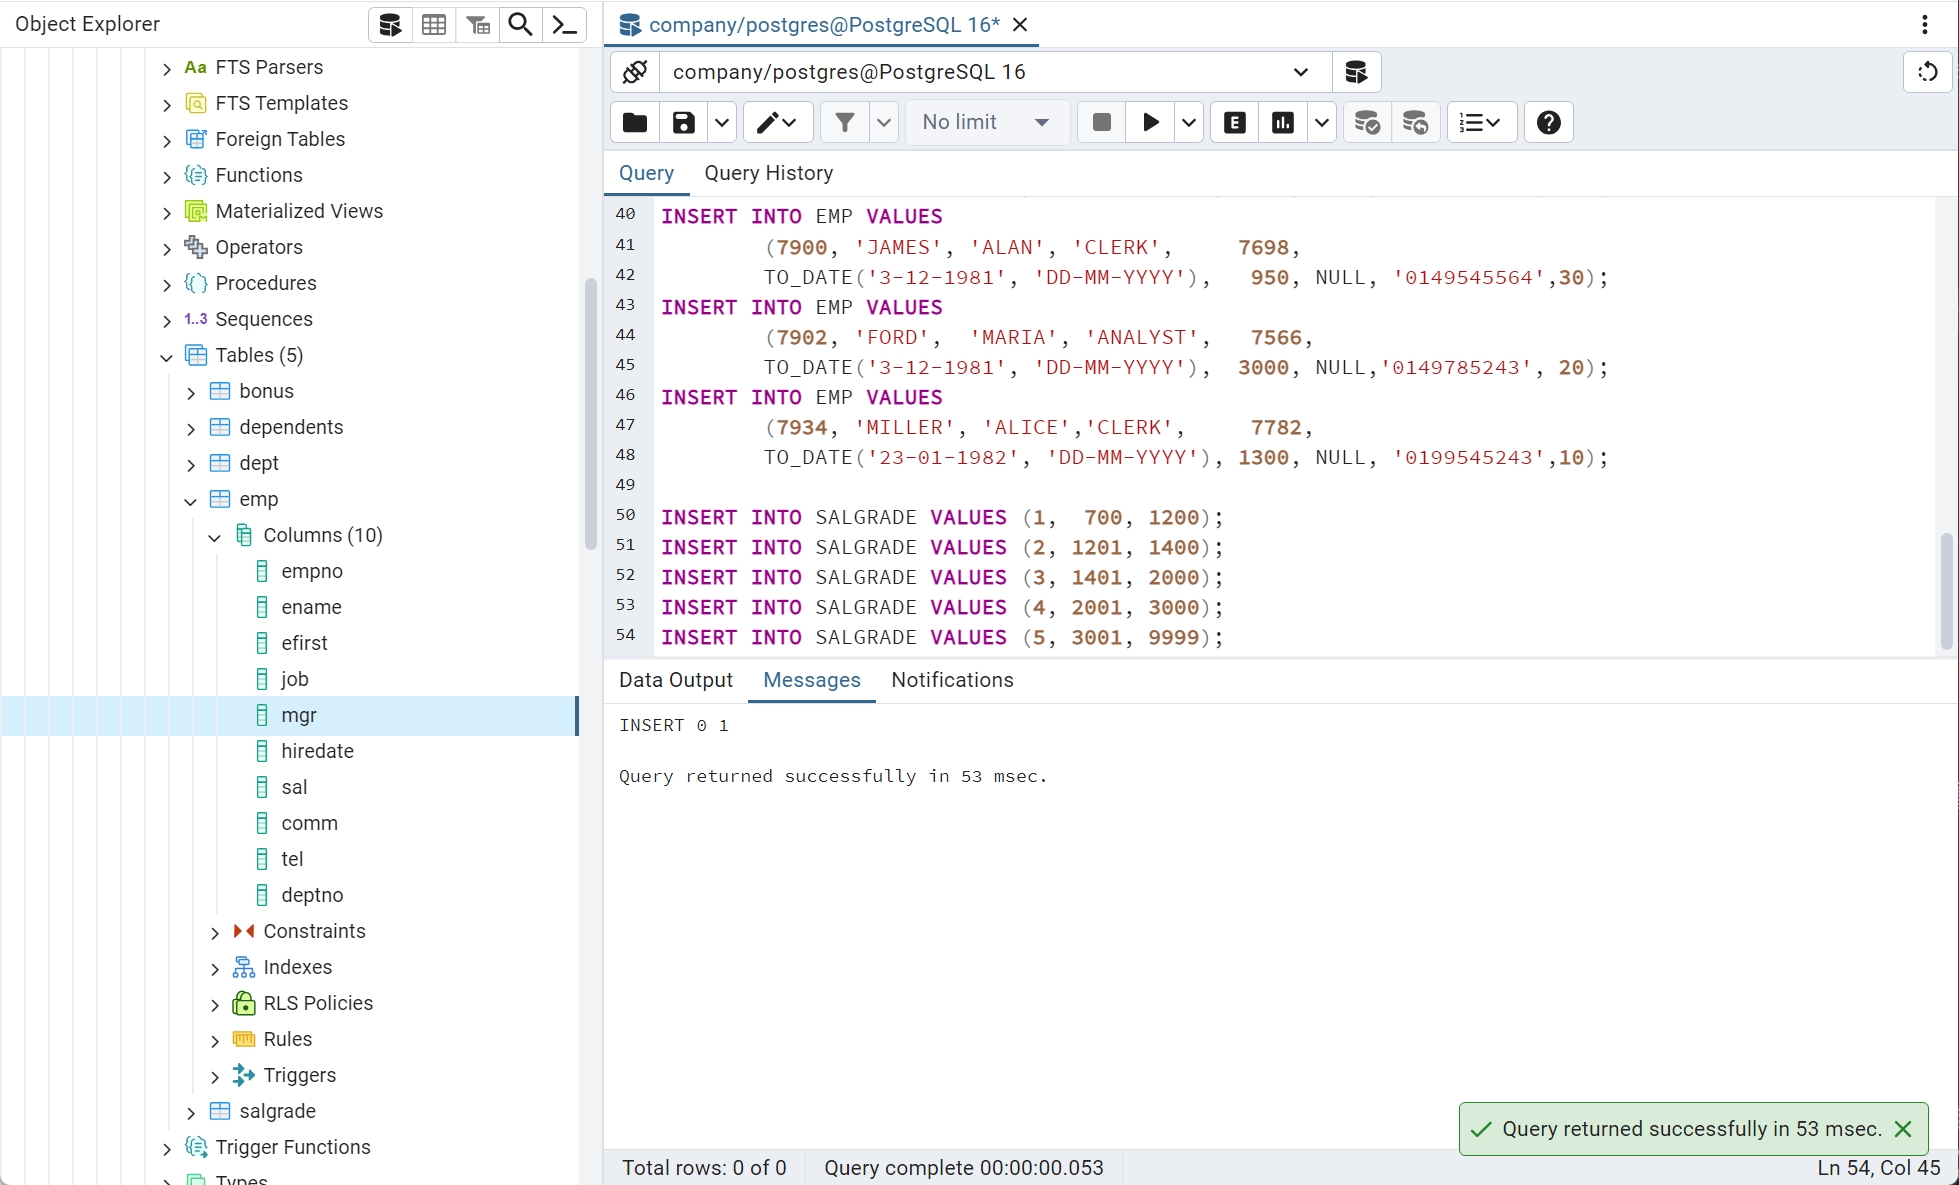 Object Explorer
FTS Parsers
FTS Templates
Foreign Tables
Functions
Materialized Views
Operators
Procedures
1..3 Sequences
Tables (5)
bonus
dependents
dept
emp
Columns (10)
empno
ename
efirst
job
mgr
hiredate
sal
comm
tel
deptno
Constraints
Indexes
RLS Policies
Rules
Triggers
salgrade
Trigger Functions
Types
company/postgres@PostgreSQL 16*
company/postgres@PostgreSQL 16
No limit
E
Query Query History
40 INSERT INTO EMP VALUES
41 (7900, 'JAMES', 'ALAN', 'CLERK', 7698,
42 TO_DATE('3-12-1981', 'DD-MM-YYYY'), 950, NULL, '0149545564',30);
43 INSERT INTO EMP VALUES
44 (7902, 'FORD', 'MARIA', 'ANALYST', 7566,
45 TO_DATE('3-12-1981', 'DD-MM-YYYY'), 3000, NULL,'0149785243', 20);
46 INSERT INTO EMP VALUES
47 (7934, 'MILLER', 'ALICE','CLERK', 7782,
48 TO_DATE('23-01-1982', 'DD-MM-YYYY'), 1300, NULL, '0199545243',10);
49
50 INSERT INTO SALGRADE VALUES (1, 700, 1200);
51 INSERT INTO SALGRADE VALUES (2, 1201, 1400);
52 INSERT INTO SALGRADE VALUES (3, 1401, 2000);
53 INSERT INTO SALGRADE VALUES (4, 2001, 3000);
54 INSERT INTO SALGRADE VALUES (5, 3001, 9999);
Data Output Messages Notifications
INSERT 0 1
Query returned successfully in 53 msec.
Query returned successfully in 53 msec.
Total rows: 0 of 0 Query complete 00:00:00.053 Ln 54, Col 45